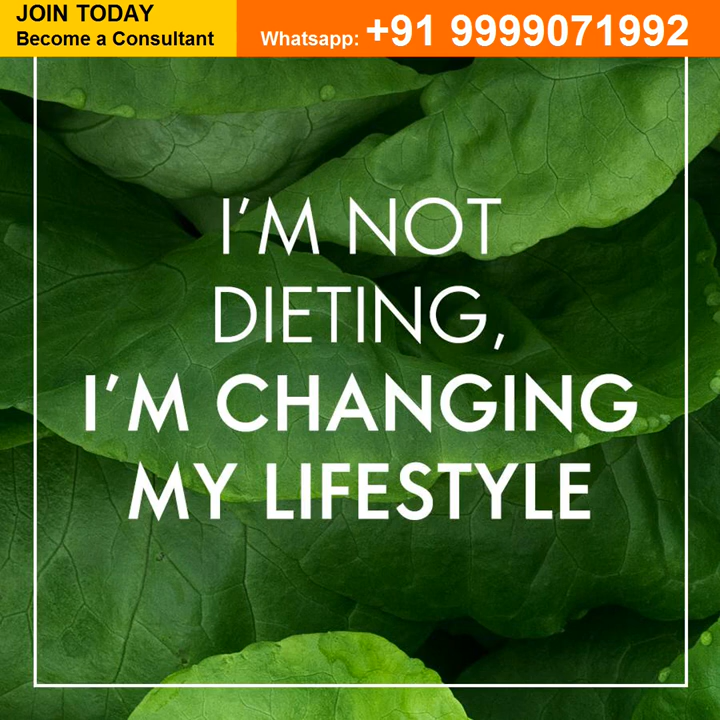 JOIN TODAY
Become a Consultant
Whatsapp: +91 9999071992
I'M NOT
DIETING,
I'M CHANGING
MY LIFESTYLE